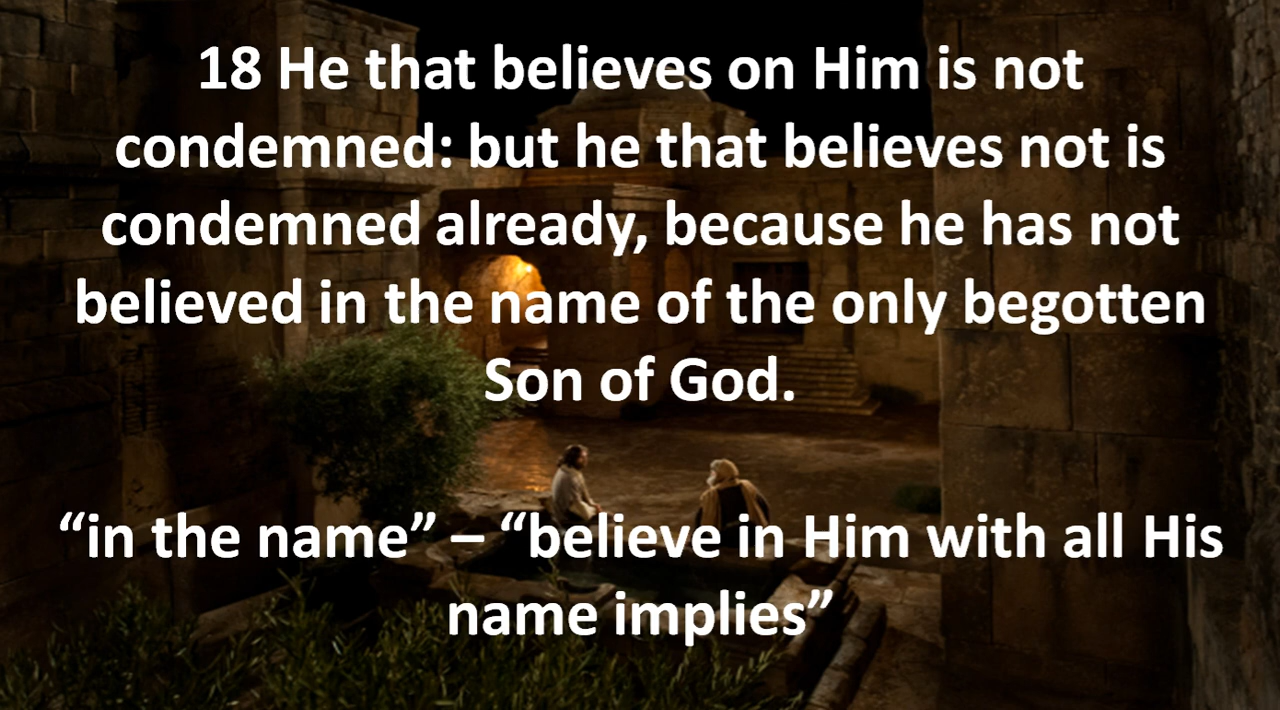 18 He that believes on Him is not
condemned: but he that believes not is
condemned already, because he has not
believed in the name of the only begotten
Son of God.
“in the name” – “believe in Him with all His
name implies”